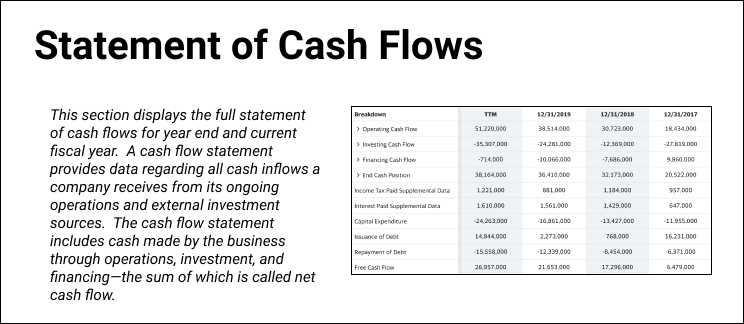 Statement of Cash Flows
This section displays the full statement
of cash flows for year end and current
fiscal year.  A cash flow statement
provides data regarding all cash inflows a
company receives from its ongoing
operations and external investment
sources.  The cash flow statement
includes cash made by the business
through operations, investment, and
financing—the sum of which is called net
cash flow.
Breakdown TTM 12/31/2019 12/31/2018 12/31/2017
> Operating Cash Flow 51,220,000 38,514,000 30,723,000 18,434,000
> Investing Cash Flow -35,307,000 -24,281,000 -12,369,000 -27,819,000
> Financing Cash Flow -714,000 -10,066,000 -7,686,000 9,860,000
> End Cash Position 38,164,000 36,410,000 32,173,000 20,522,000
Income Tax Paid Supplemental Data 1,221,000 881,000 1,184,000 957,000
Interest Paid Supplemental Data 1,610,000 1,561,000 1,429,000 647,000
Capital Expenditure -24,263,000 -16,861,000 -13,427,000 -11,955,000
Issuance of Debt 14,844,000 2,273,000 768,000 16,231,000
Repayment of Debt -15,558,000 -12,339,000 -8,454,000 -6,371,000
Free Cash Flow 26,957,000 21,653,000 17,296,000 6,479,000